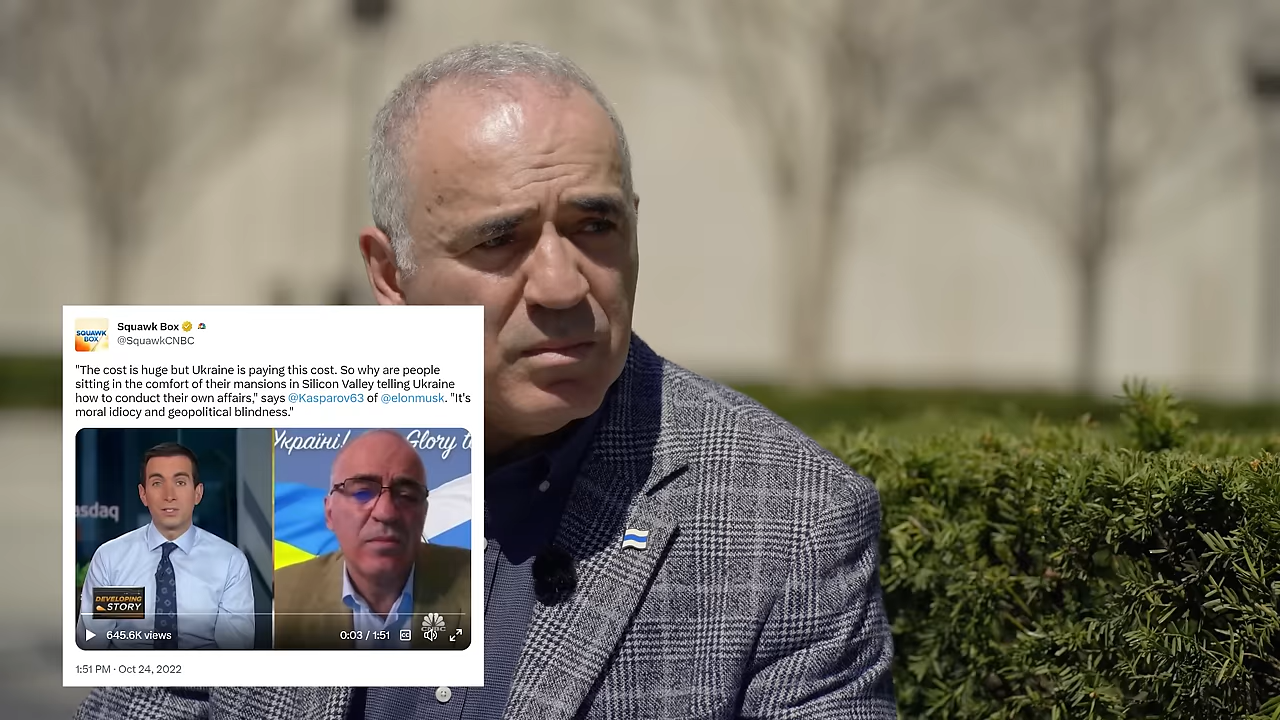 Squawk Box
SQUAWK
BOX
@SquawkCNBC
"The cost is huge but Ukraine is paying this cost. So why are people
sitting in the comfort of their mansions in Silicon Valley telling Ukraine
how to conduct their own affairs," says @Kasparov63 of @elonmusk. "It's
moral idiocy and geopolitical blindness."
Україні! Glory t
asdaq
DEVELOPING
STORY
645.6K views
0:03 / 1:51
CNBC
1:51 PM · Oct 24, 2022